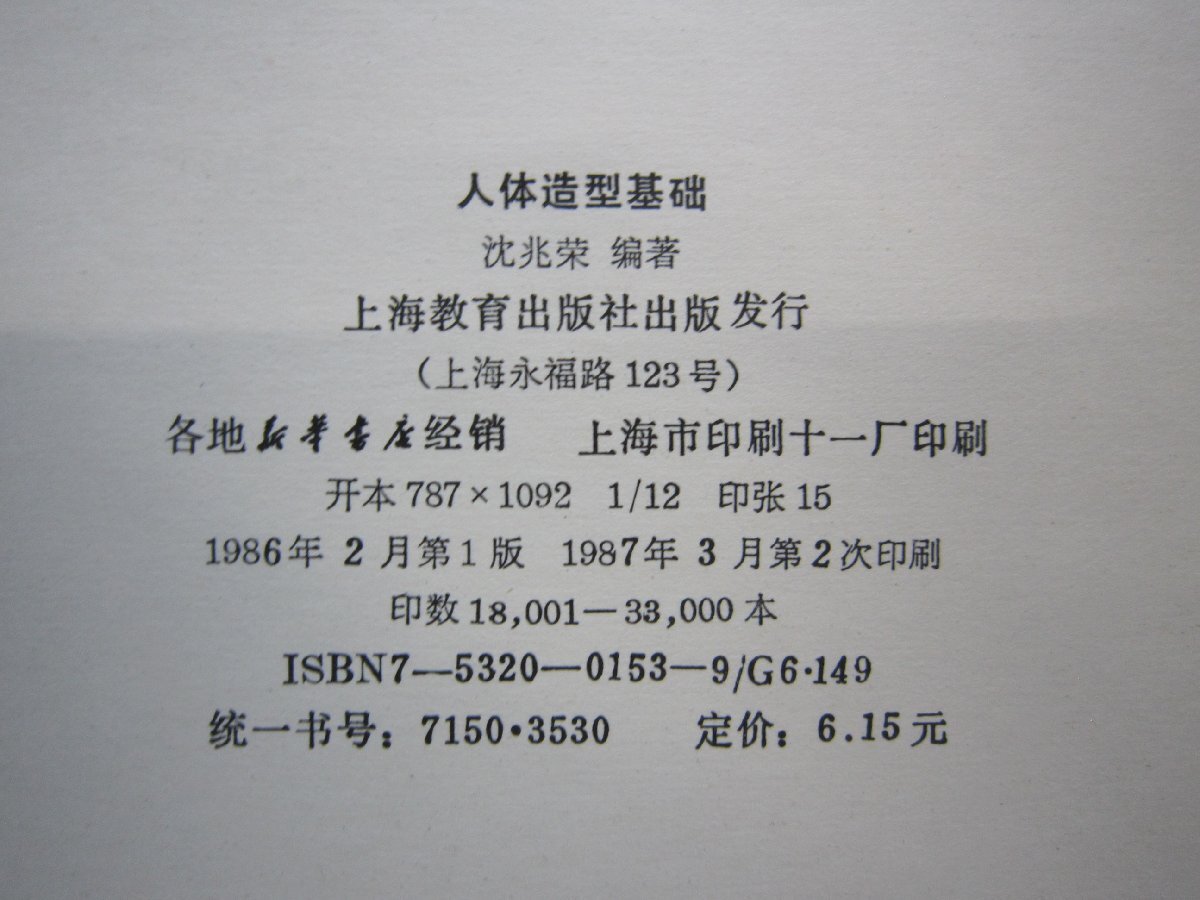 人体造型基础
沈兆荣 编著
上海教育出版社出版发行
（上海永福路123号）
各地新华书店经销 上海市印刷十一厂印刷
开本787×1092 1/12 印张15
1986年2月第1版 1987年3月第2次印刷
印数18,001—33,000本
ISBN7—5320—0153—9/G6·149
统一书号：7150·3530 定价：6.15元